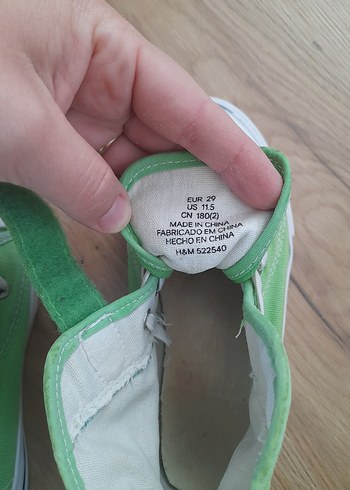 EUR 29
US 11.5
CN 180(2)
MADE IN CHINA
FABRICADO EM CHINA
HECHO EN CHINA
H&M 522540